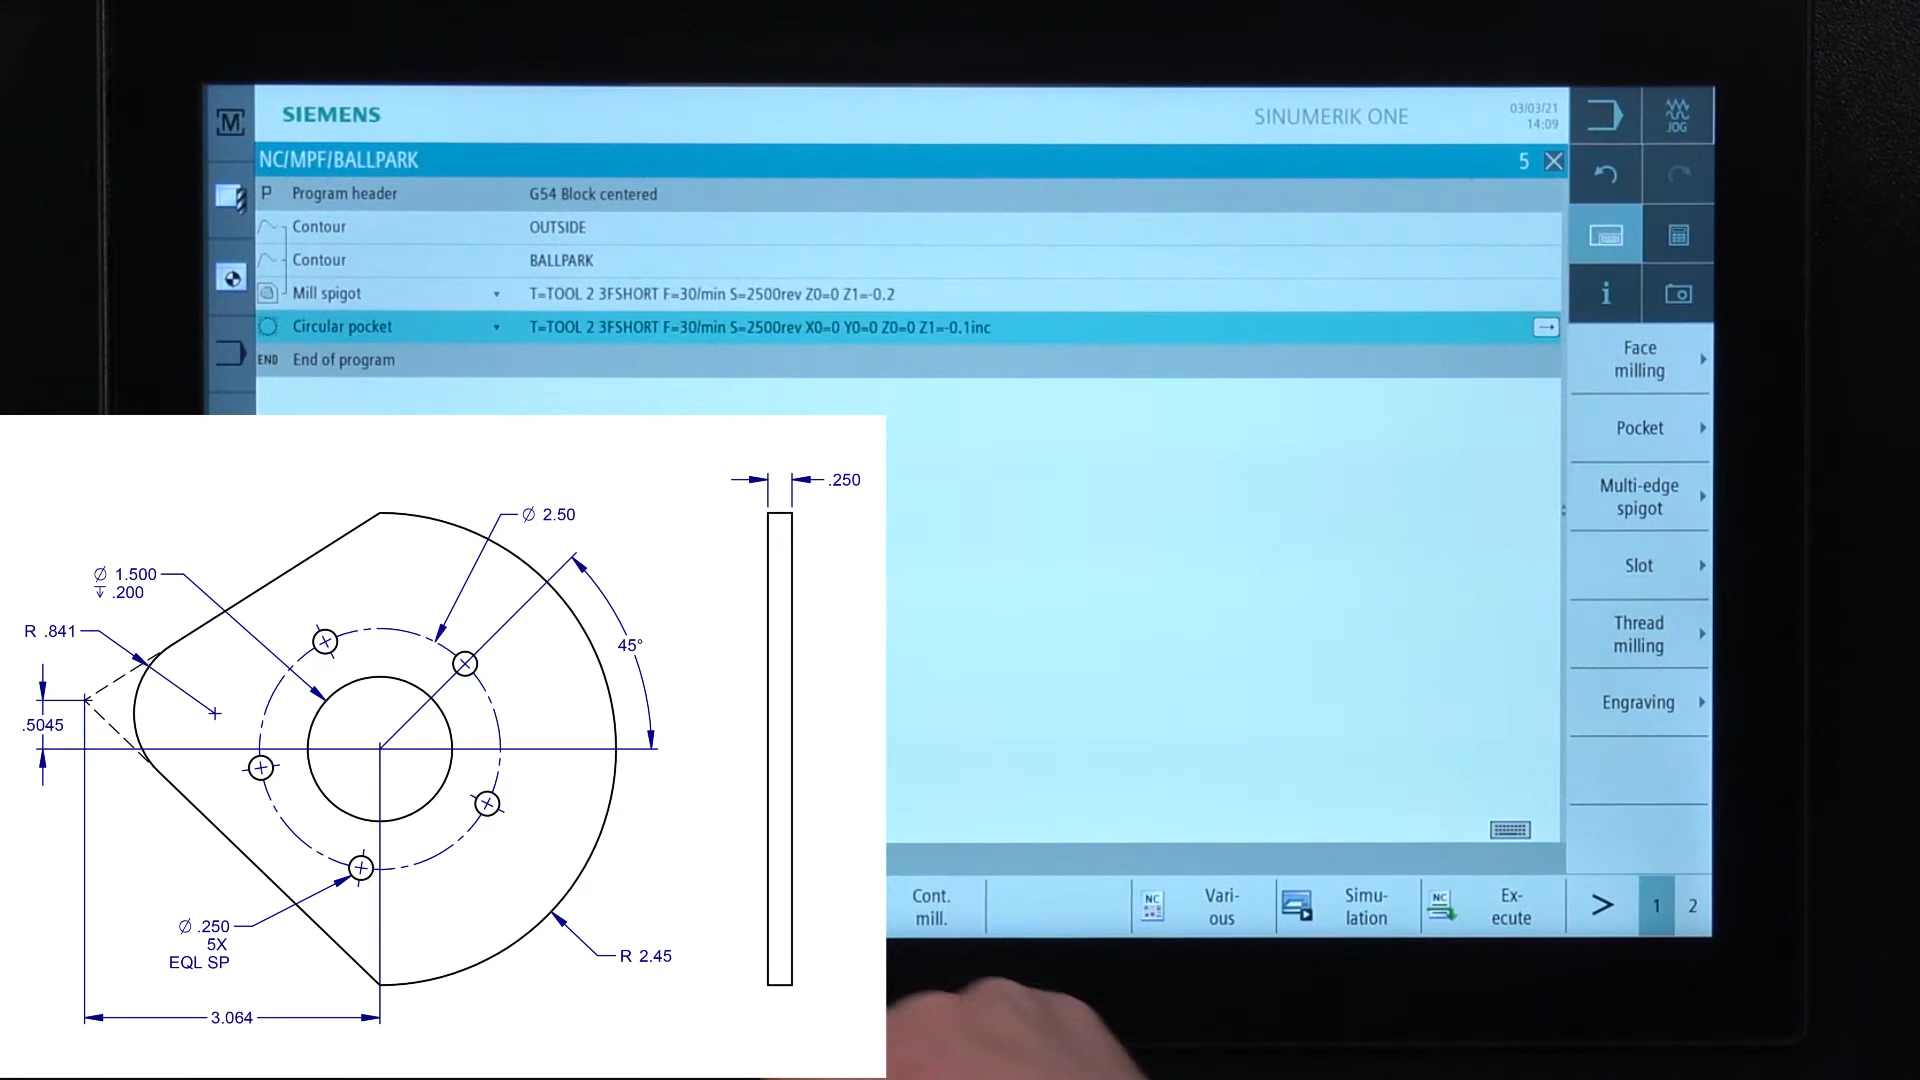 SIEMENS
SINUMERIK ONE
03/03/21
14:09
M
JOG
NC/MPF/BALLPARK
5
P Program header G54 Block centered
Contour OUTSIDE
Contour BALLPARK
Mill spigot T=TOOL 2 3FSHORT F=30/min S=2500rev Z0=0 Z1=-0.2
Circular pocket T=TOOL 2 3FSHORT F=30/min S=2500rev X0=0 Y0=0 Z0=0 Z1=-0.1inc
END End of program
i
Face
milling
Pocket
Multi-edge
spigot
Slot
Thread
milling
Engraving
Cont.
mill.
NC
Vari-
ous
Simu-
lation
NC
Ex-
ecute
>
1
2
.250
∅ 2.50
∅ 1.500
↧ .200
R .841
45°
.5045
∅ .250
5X
EQL SP
R 2.45
3.064